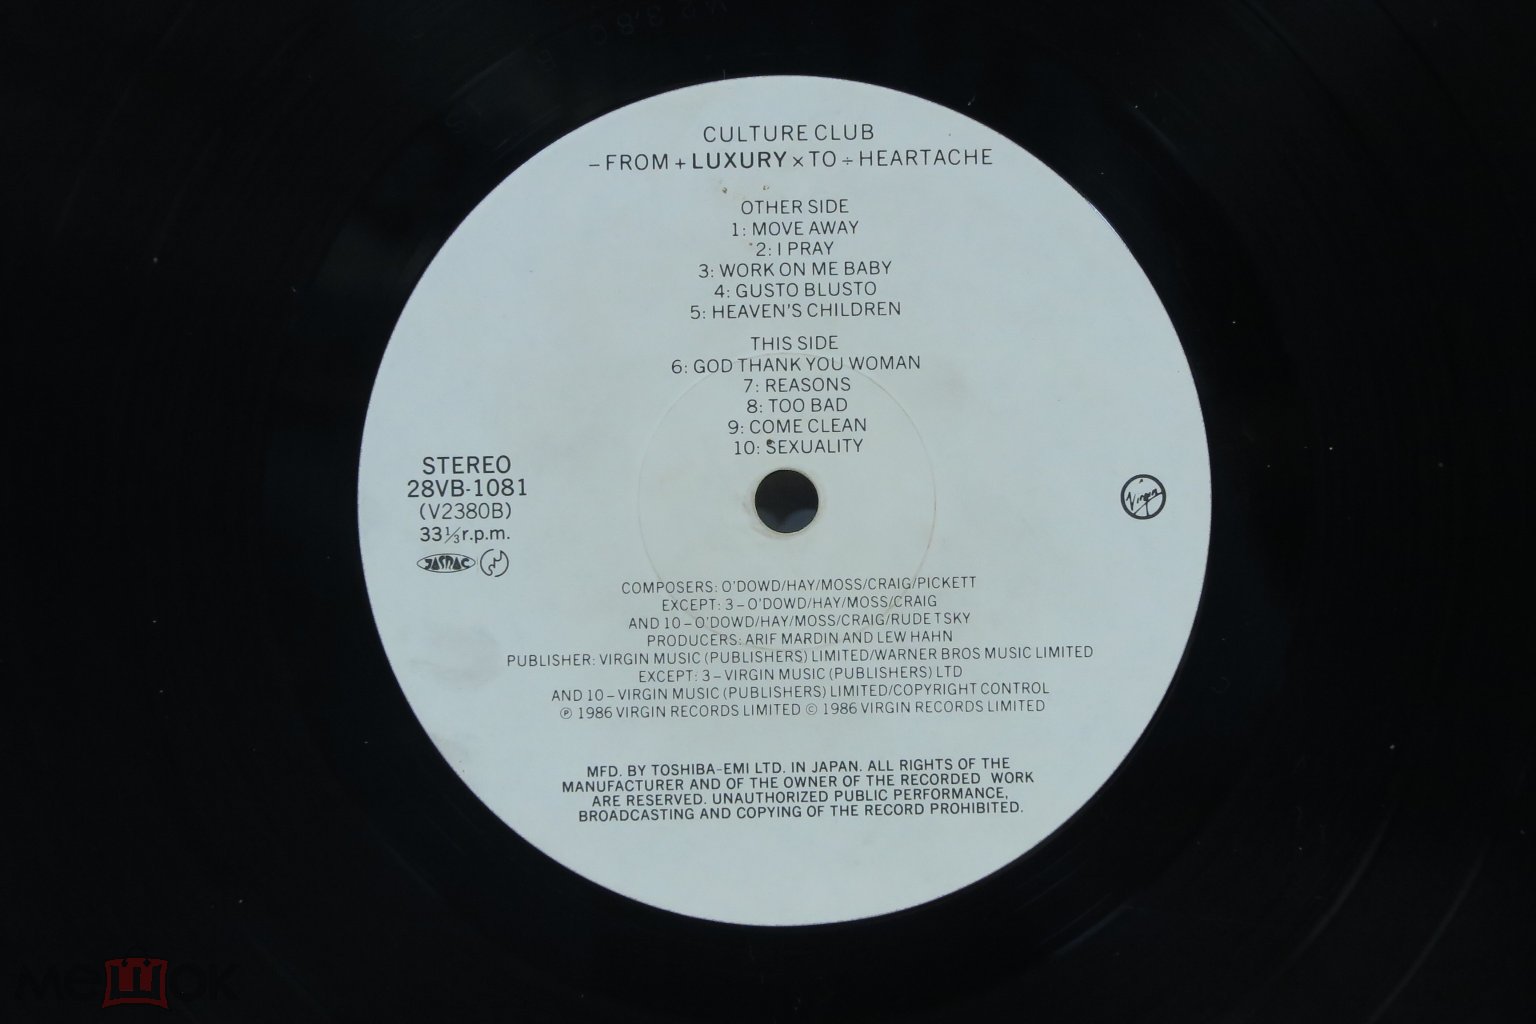 CULTURE CLUB
– FROM + LUXURY × TO ÷ HEARTACHE
OTHER SIDE
1: MOVE AWAY
2: I PRAY
3: WORK ON ME BABY
4: GUSTO BLUSTO
5: HEAVEN'S CHILDREN
THIS SIDE
6: GOD THANK YOU WOMAN
7: REASONS
8: TOO BAD
9: COME CLEAN
10: SEXUALITY
STEREO
28VB-1081
(V2380B)
33⅓ r.p.m.
JASRAC
Virgin
COMPOSERS: O'DOWD/HAY/MOSS/CRAIG/PICKETT
EXCEPT: 3 – O'DOWD/HAY/MOSS/CRAIG
AND 10 – O'DOWD/HAY/MOSS/CRAIG/RUDETSKY
PRODUCERS: ARIF MARDIN AND LEW HAHN
PUBLISHER: VIRGIN MUSIC (PUBLISHERS) LIMITED/WARNER BROS MUSIC LIMITED
EXCEPT: 3 – VIRGIN MUSIC (PUBLISHERS) LTD
AND 10 – VIRGIN MUSIC (PUBLISHERS) LIMITED/COPYRIGHT CONTROL
℗ 1986 VIRGIN RECORDS LIMITED © 1986 VIRGIN RECORDS LIMITED
MFD. BY TOSHIBA-EMI LTD. IN JAPAN. ALL RIGHTS OF THE
MANUFACTURER AND OF THE OWNER OF THE RECORDED WORK
ARE RESERVED. UNAUTHORIZED PUBLIC PERFORMANCE,
BROADCASTING AND COPYING OF THE RECORD PROHIBITED.
МешОК